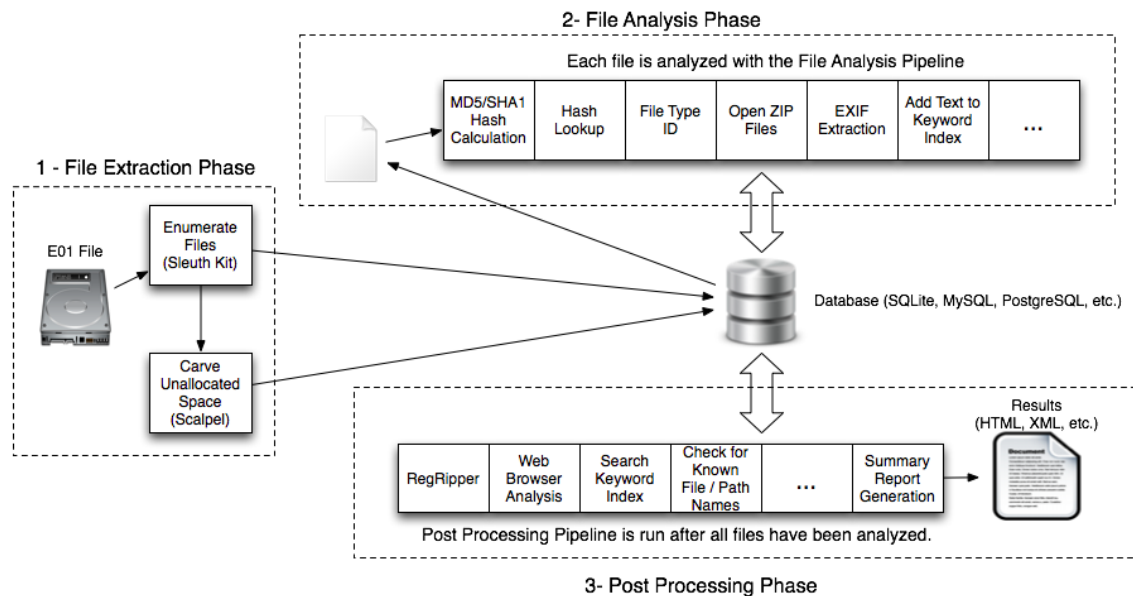 2- File Analysis Phase
Each file is analyzed with the File Analysis Pipeline
MD5/SHA1
Hash
Calculation
Hash
Lookup
File Type
ID
Open ZIP
Files
EXIF
Extraction
Add Text to
Keyword
Index
...
1 - File Extraction Phase
E01 File
Enumerate
Files
(Sleuth Kit)
Carve
Unallocated
Space
(Scalpel)
Database (SQLite, MySQL, PostgreSQL, etc.)
RegRipper
Web
Browser
Analysis
Search
Keyword
Index
Check for
Known
File / Path
Names
...
Summary
Report
Generation
Results
(HTML, XML, etc.)
Document
Post Processing Pipeline is run after all files have been analyzed.
3- Post Processing Phase